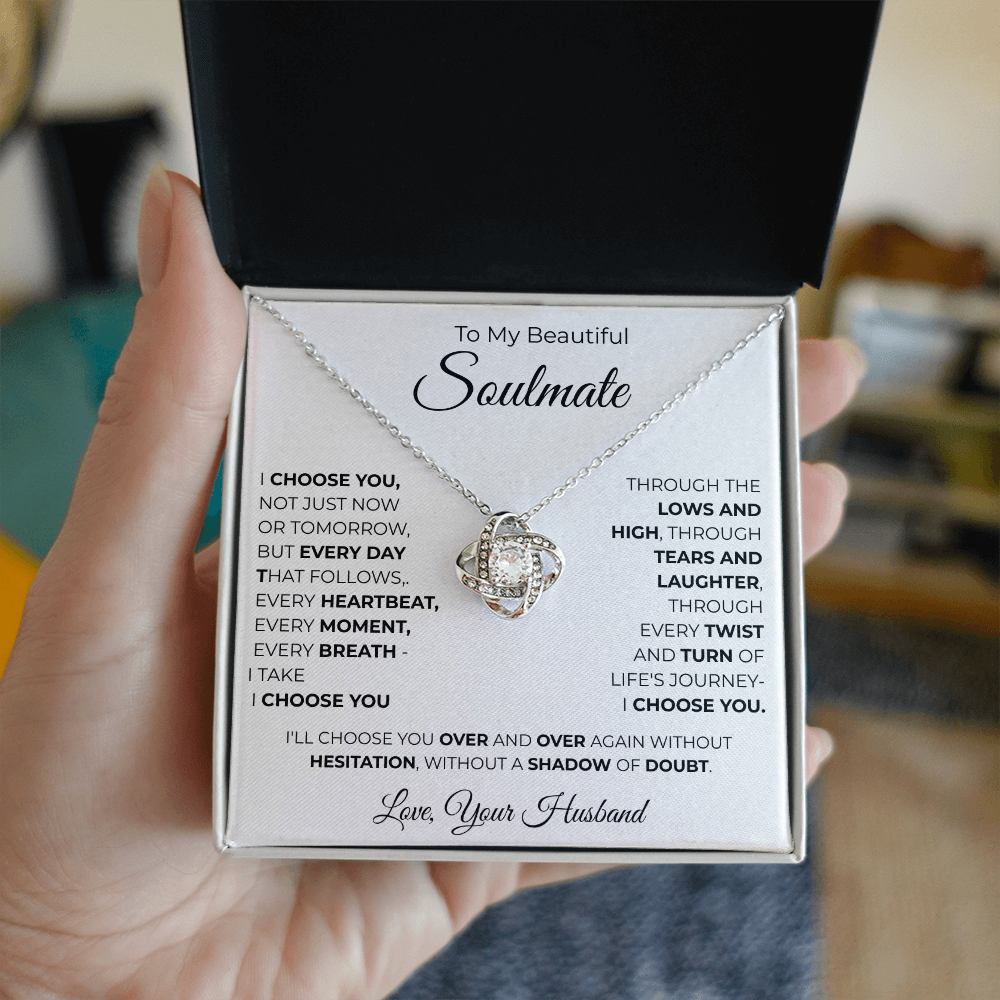 To My Beautiful
Soulmate
I CHOOSE YOU,
NOT JUST NOW
OR TOMORROW,
BUT EVERY DAY
THAT FOLLOWS,.
EVERY HEARTBEAT,
EVERY MOMENT,
EVERY BREATH -
I TAKE
I CHOOSE YOU
THROUGH THE
LOWS AND
HIGH, THROUGH
TEARS AND
LAUGHTER,
THROUGH
EVERY TWIST
AND TURN OF
LIFE'S JOURNEY-
I CHOOSE YOU.
I'LL CHOOSE YOU OVER AND OVER AGAIN WITHOUT
HESITATION, WITHOUT A SHADOW OF DOUBT.
Love, Your Husband